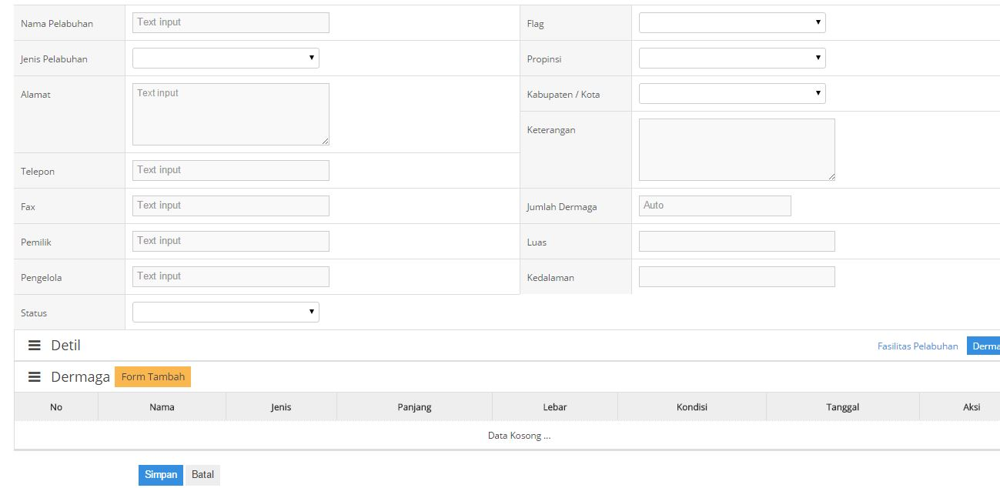 Nama Pelabuhan Text input Flag
Jenis Pelabuhan Propinsi
Alamat Text input Kabupaten / Kota
Keterangan
Telepon Text input
Fax Text input Jumlah Dermaga Auto
Pemilik Text input Luas
Pengelola Text input Kedalaman
Status
Detil Fasilitas Pelabuhan Derma
Dermaga Form Tambah
No Nama Jenis Panjang Lebar Kondisi Tanggal Aksi
Data Kosong ...
Simpan Batal